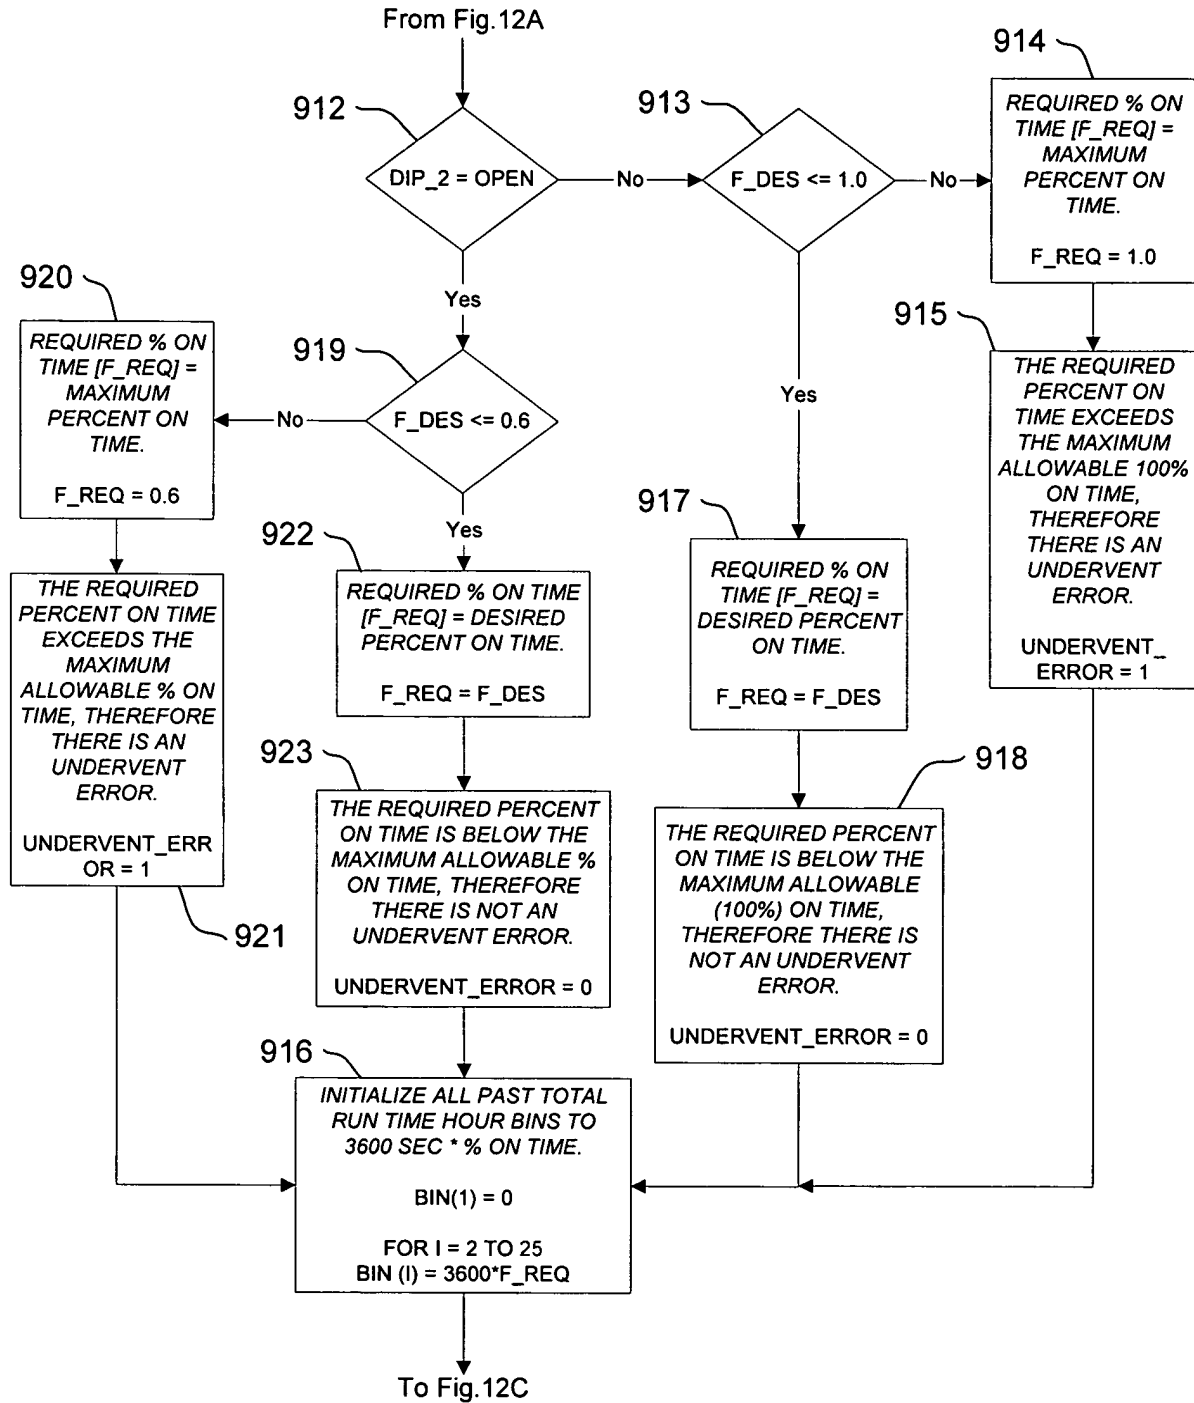 From Fig.12A
912
DIP_2 = OPEN
No
913
F_DES <= 1.0
No
914
REQUIRED % ON
TIME [F_REQ] =
MAXIMUM
PERCENT ON
TIME.
F_REQ = 1.0
Yes
919
F_DES <= 0.6
No
920
REQUIRED % ON
TIME [F_REQ] =
MAXIMUM
PERCENT ON
TIME.
F_REQ = 0.6
Yes
915
THE REQUIRED
PERCENT ON
TIME EXCEEDS
THE MAXIMUM
ALLOWABLE 100%
ON TIME,
THEREFORE
THERE IS AN
UNDERVENT
ERROR.
UNDERVENT_
ERROR = 1
Yes
922
REQUIRED % ON TIME
[F_REQ] = DESIRED
PERCENT ON TIME.
F_REQ = F_DES
917
REQUIRED % ON
TIME [F_REQ] =
DESIRED PERCENT
ON TIME.
F_REQ = F_DES
THE REQUIRED
PERCENT ON TIME
EXCEEDS THE
MAXIMUM
ALLOWABLE % ON
TIME, THEREFORE
THERE IS AN
UNDERVENT
ERROR.
UNDERVENT_ERR
OR = 1
921
923
THE REQUIRED PERCENT
ON TIME IS BELOW THE
MAXIMUM ALLOWABLE %
ON TIME, THEREFORE
THERE IS NOT AN
UNDERVENT ERROR.
UNDERVENT_ERROR = 0
918
THE REQUIRED PERCENT
ON TIME IS BELOW THE
MAXIMUM ALLOWABLE
(100%) ON TIME,
THEREFORE THERE IS
NOT AN UNDERVENT
ERROR.
UNDERVENT_ERROR = 0
916
INITIALIZE ALL PAST TOTAL
RUN TIME HOUR BINS TO
3600 SEC * % ON TIME.
BIN(1) = 0
FOR I = 2 TO 25
BIN (I) = 3600*F_REQ
To Fig.12C